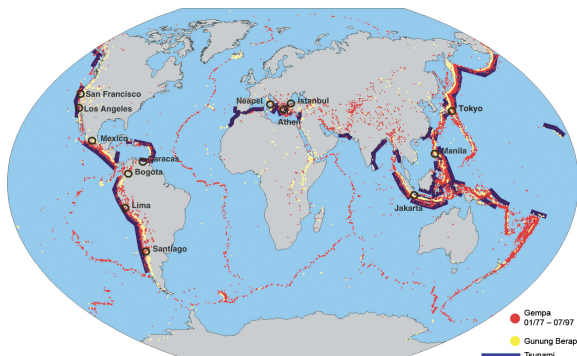 San Francisco
Los Angeles
Mexico
Caracas
Bogota
Lima
Santiago
Neapel
Istanbul
Athen
Tokyo
Manila
Jakarta
Gempa
01/77 – 07/97
Gunung Berap
Tsunami